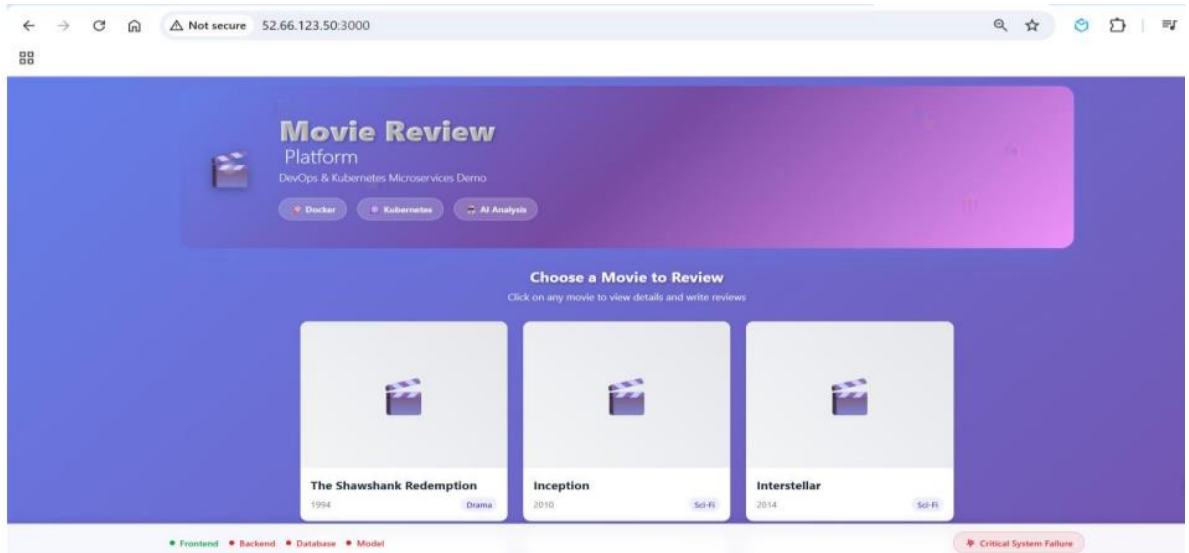 Not secure 52.66.123.50:3000
Movie Review
Platform
DevOps & Kubernetes Microservices Demo
Docker Kubernetes AI Analysis
Choose a Movie to Review
Click on any movie to view details and write reviews
The Shawshank Redemption Inception Interstellar
1994 Drama 2010 Sci-Fi 2014 Sci-Fi
Frontend Backend Database Model Critical System Failure